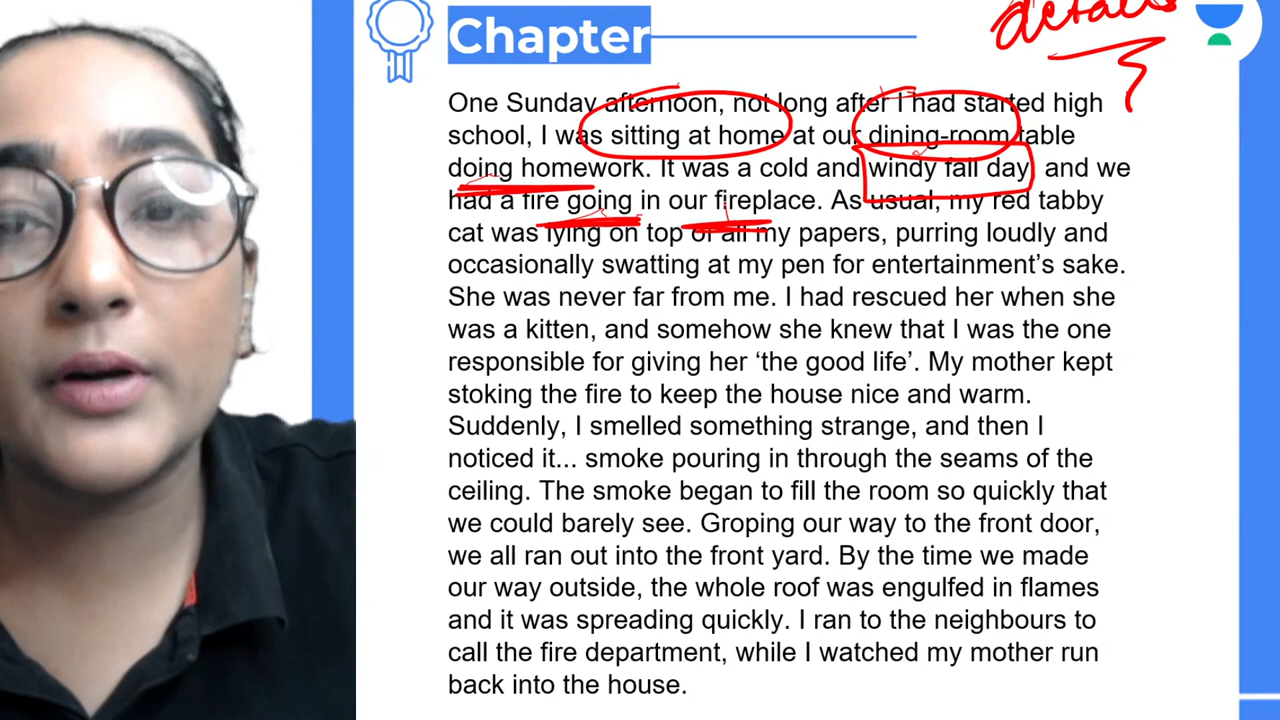 details
Chapter
One Sunday afternoon, not long after I had started high
school, I was sitting at home at our dining-room table
doing homework. It was a cold and windy fall day, and we
had a fire going in our fireplace. As usual, my red tabby
cat was lying on top of all my papers, purring loudly and
occasionally swatting at my pen for entertainment's sake.
She was never far from me. I had rescued her when she
was a kitten, and somehow she knew that I was the one
responsible for giving her ‘the good life’. My mother kept
stoking the fire to keep the house nice and warm.
Suddenly, I smelled something strange, and then I
noticed it... smoke pouring in through the seams of the
ceiling. The smoke began to fill the room so quickly that
we could barely see. Groping our way to the front door,
we all ran out into the front yard. By the time we made
our way outside, the whole roof was engulfed in flames
and it was spreading quickly. I ran to the neighbours to
call the fire department, while I watched my mother run
back into the house.